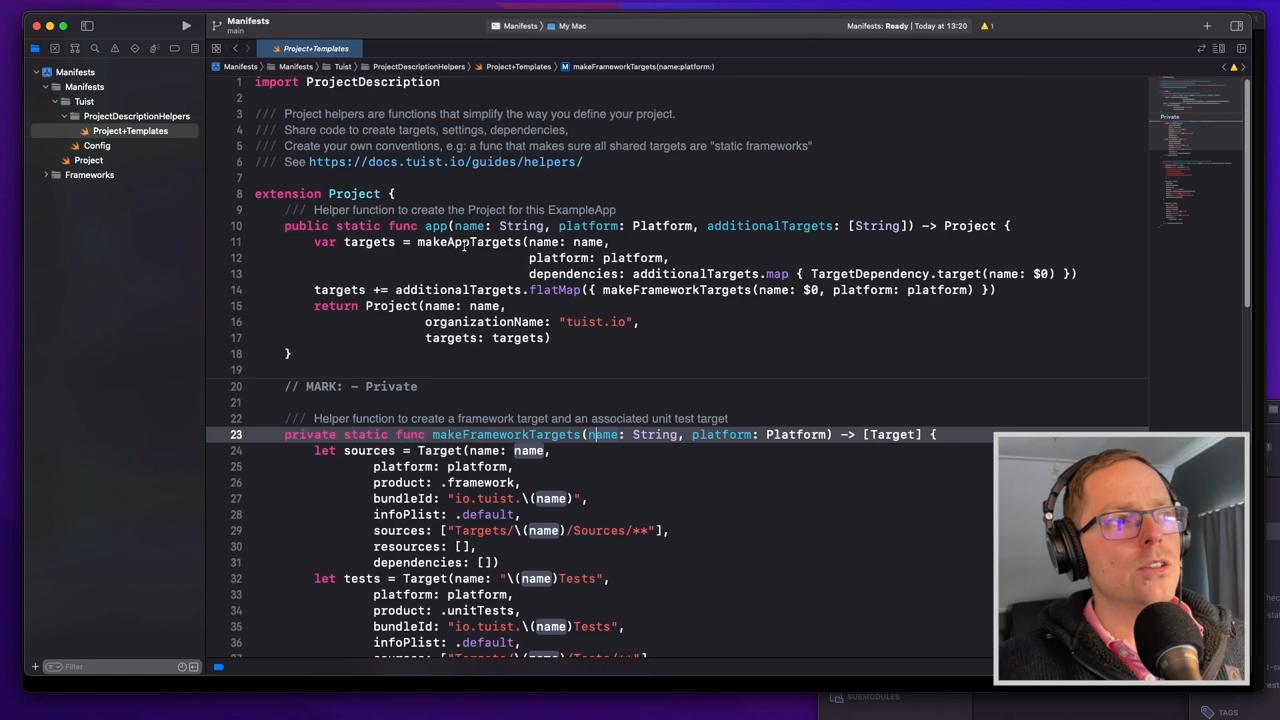 Manifests
main
Manifests
My Mac
Manifests: Ready | Today at 13:20
1
Project+Templates
Manifests
Manifests
Tuist
ProjectDescriptionHelpers
Project+Templates
makeFrameworkTargets(name:platform:)
Manifests
Manifests
Tuist
ProjectDescriptionHelpers
Project+Templates
Config
Project
Frameworks
Filter
1 import ProjectDescription
2
3 /// Project helpers are functions that simplify the way you define your project.
4 /// Share code to create targets, settings, dependencies,
5 /// Create your own conventions, e.g: a func that makes sure all shared targets are "static frameworks"
6 /// See https://docs.tuist.io/guides/helpers/
7
8 extension Project {
9 /// Helper function to create the Project for this ExampleApp
10 public static func app(name: String, platform: Platform, additionalTargets: [String]) -> Project {
11 var targets = makeAppTargets(name: name,
12 platform: platform,
13 dependencies: additionalTargets.map { TargetDependency.target(name: $0) })
14 targets += additionalTargets.flatMap({ makeFrameworkTargets(name: $0, platform: platform) })
15 return Project(name: name,
16 organizationName: "tuist.io",
17 targets: targets)
18 }
19
20 // MARK: - Private
21
22 /// Helper function to create a framework target and an associated unit test target
23 private static func makeFrameworkTargets(name: String, platform: Platform) -> [Target] {
24 let sources = Target(name: name,
25 platform: platform,
26 product: .framework,
27 bundleId: "io.tuist.\(name)",
28 infoPlist: .default,
29 sources: ["Targets/\(name)/Sources/**"],
30 resources: [],
31 dependencies: [])
32 let tests = Target(name: "\(name)Tests",
33 platform: platform,
34 product: .unitTests,
35 bundleId: "io.tuist.\(name)Tests",
36 infoPlist: .default,
Private
SUBMODULES
TAGS